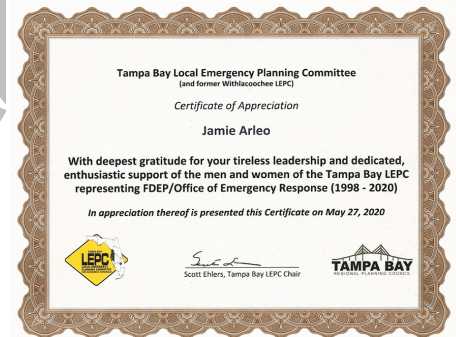 Tampa Bay Local Emergency Planning Committee
(and former Withlacoochee LEPC)
Certificate of Appreciation
Jamie Arleo
With deepest gratitude for your tireless leadership and dedicated,
enthusiastic support of the men and women of the Tampa Bay LEPC
representing FDEP/Office of Emergency Response (1998 - 2020)
In appreciation thereof is presented this Certificate on May 27, 2020
LEPC
Scott Ehlers, Tampa Bay LEPC Chair
TAMPA BAY
REGIONAL PLANNING COUNCIL